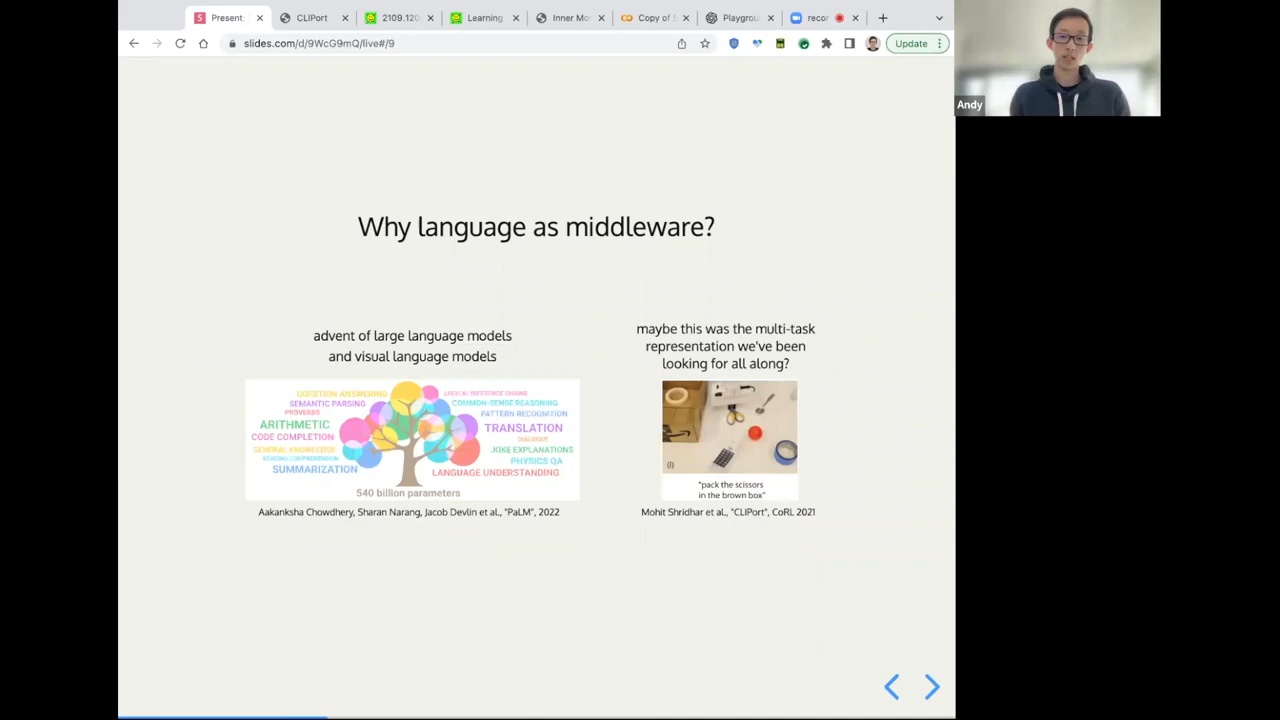 Present:
CLIPort
2109.120
Learning
Inner Mo
Copy of S
Playgrou
recor
slides.com/d/9WcG9mQ/live#/9
Update
Andy
Why language as middleware?
advent of large language models
and visual language models
QUESTION ANSWERING
SEMANTIC PARSING
PROVERBS
ARITHMETIC
CODE COMPLETION
GENERAL KNOWLEDGE
READING COMPREHENSION
SUMMARIZATION
LOGICAL INFERENCE CHAINS
COMMON-SENSE REASONING
PATTERN RECOGNITION
TRANSLATION
DIALOGUE
JOKE EXPLANATIONS
PHYSICS QA
LANGUAGE UNDERSTANDING
540 billion parameters
Aakanksha Chowdhery, Sharan Narang, Jacob Devlin et al., "PaLM", 2022
maybe this was the multi-task
representation we've been
looking for all along?
(l)
"pack the scissors
in the brown box"
Mohit Shridhar et al., "CLIPort", CoRL 2021